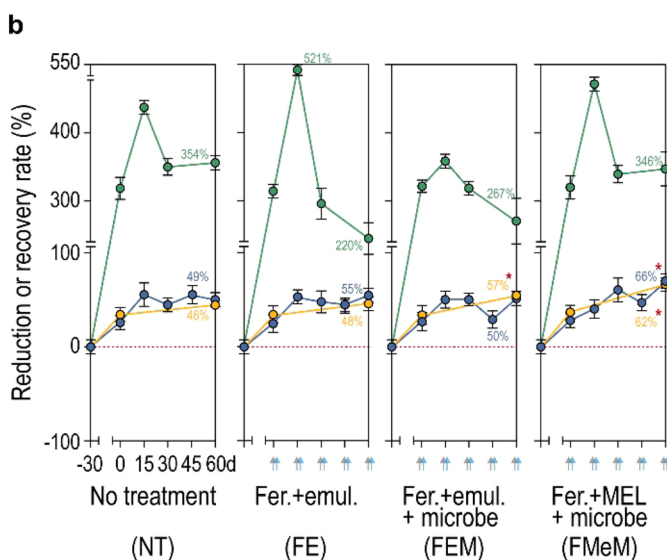 b
Reduction or recovery rate (%)
550
400
300
100
0
-100
354%
49%
46%
521%
220%
55%
48%
267%
57% *
50%
346%
66% *
62% *
-30 0 15 30 45 60d
No treatment
(NT)
Fer.+emul.
(FE)
Fer.+emul.
+ microbe
(FEM)
Fer.+MEL
+ microbe
(FMeM)